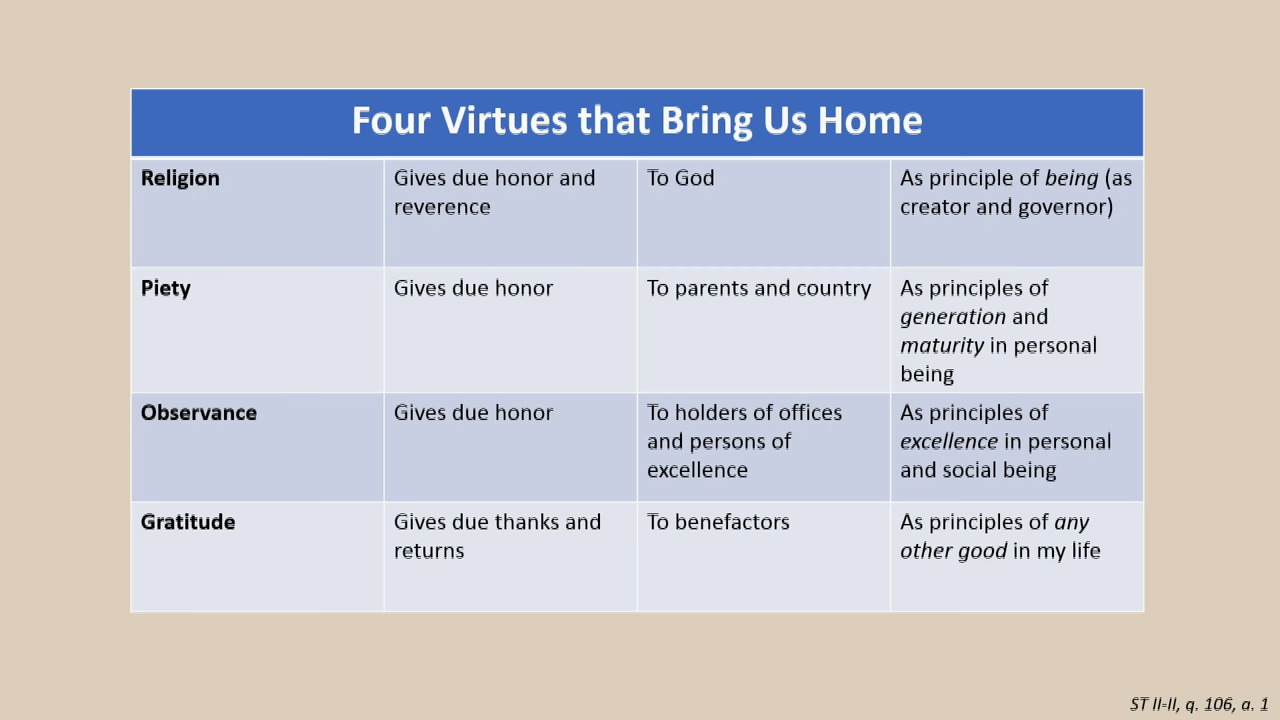 Four Virtues that Bring Us Home
Religion
Gives due honor and
reverence
To God
As principle of being (as
creator and governor)
Piety
Gives due honor
To parents and country
As principles of
generation and
maturity in personal
being
Observance
Gives due honor
To holders of offices
and persons of
excellence
As principles of
excellence in personal
and social being
Gratitude
Gives due thanks and
returns
To benefactors
As principles of any
other good in my life
ST II-II, q. 106, a. 1